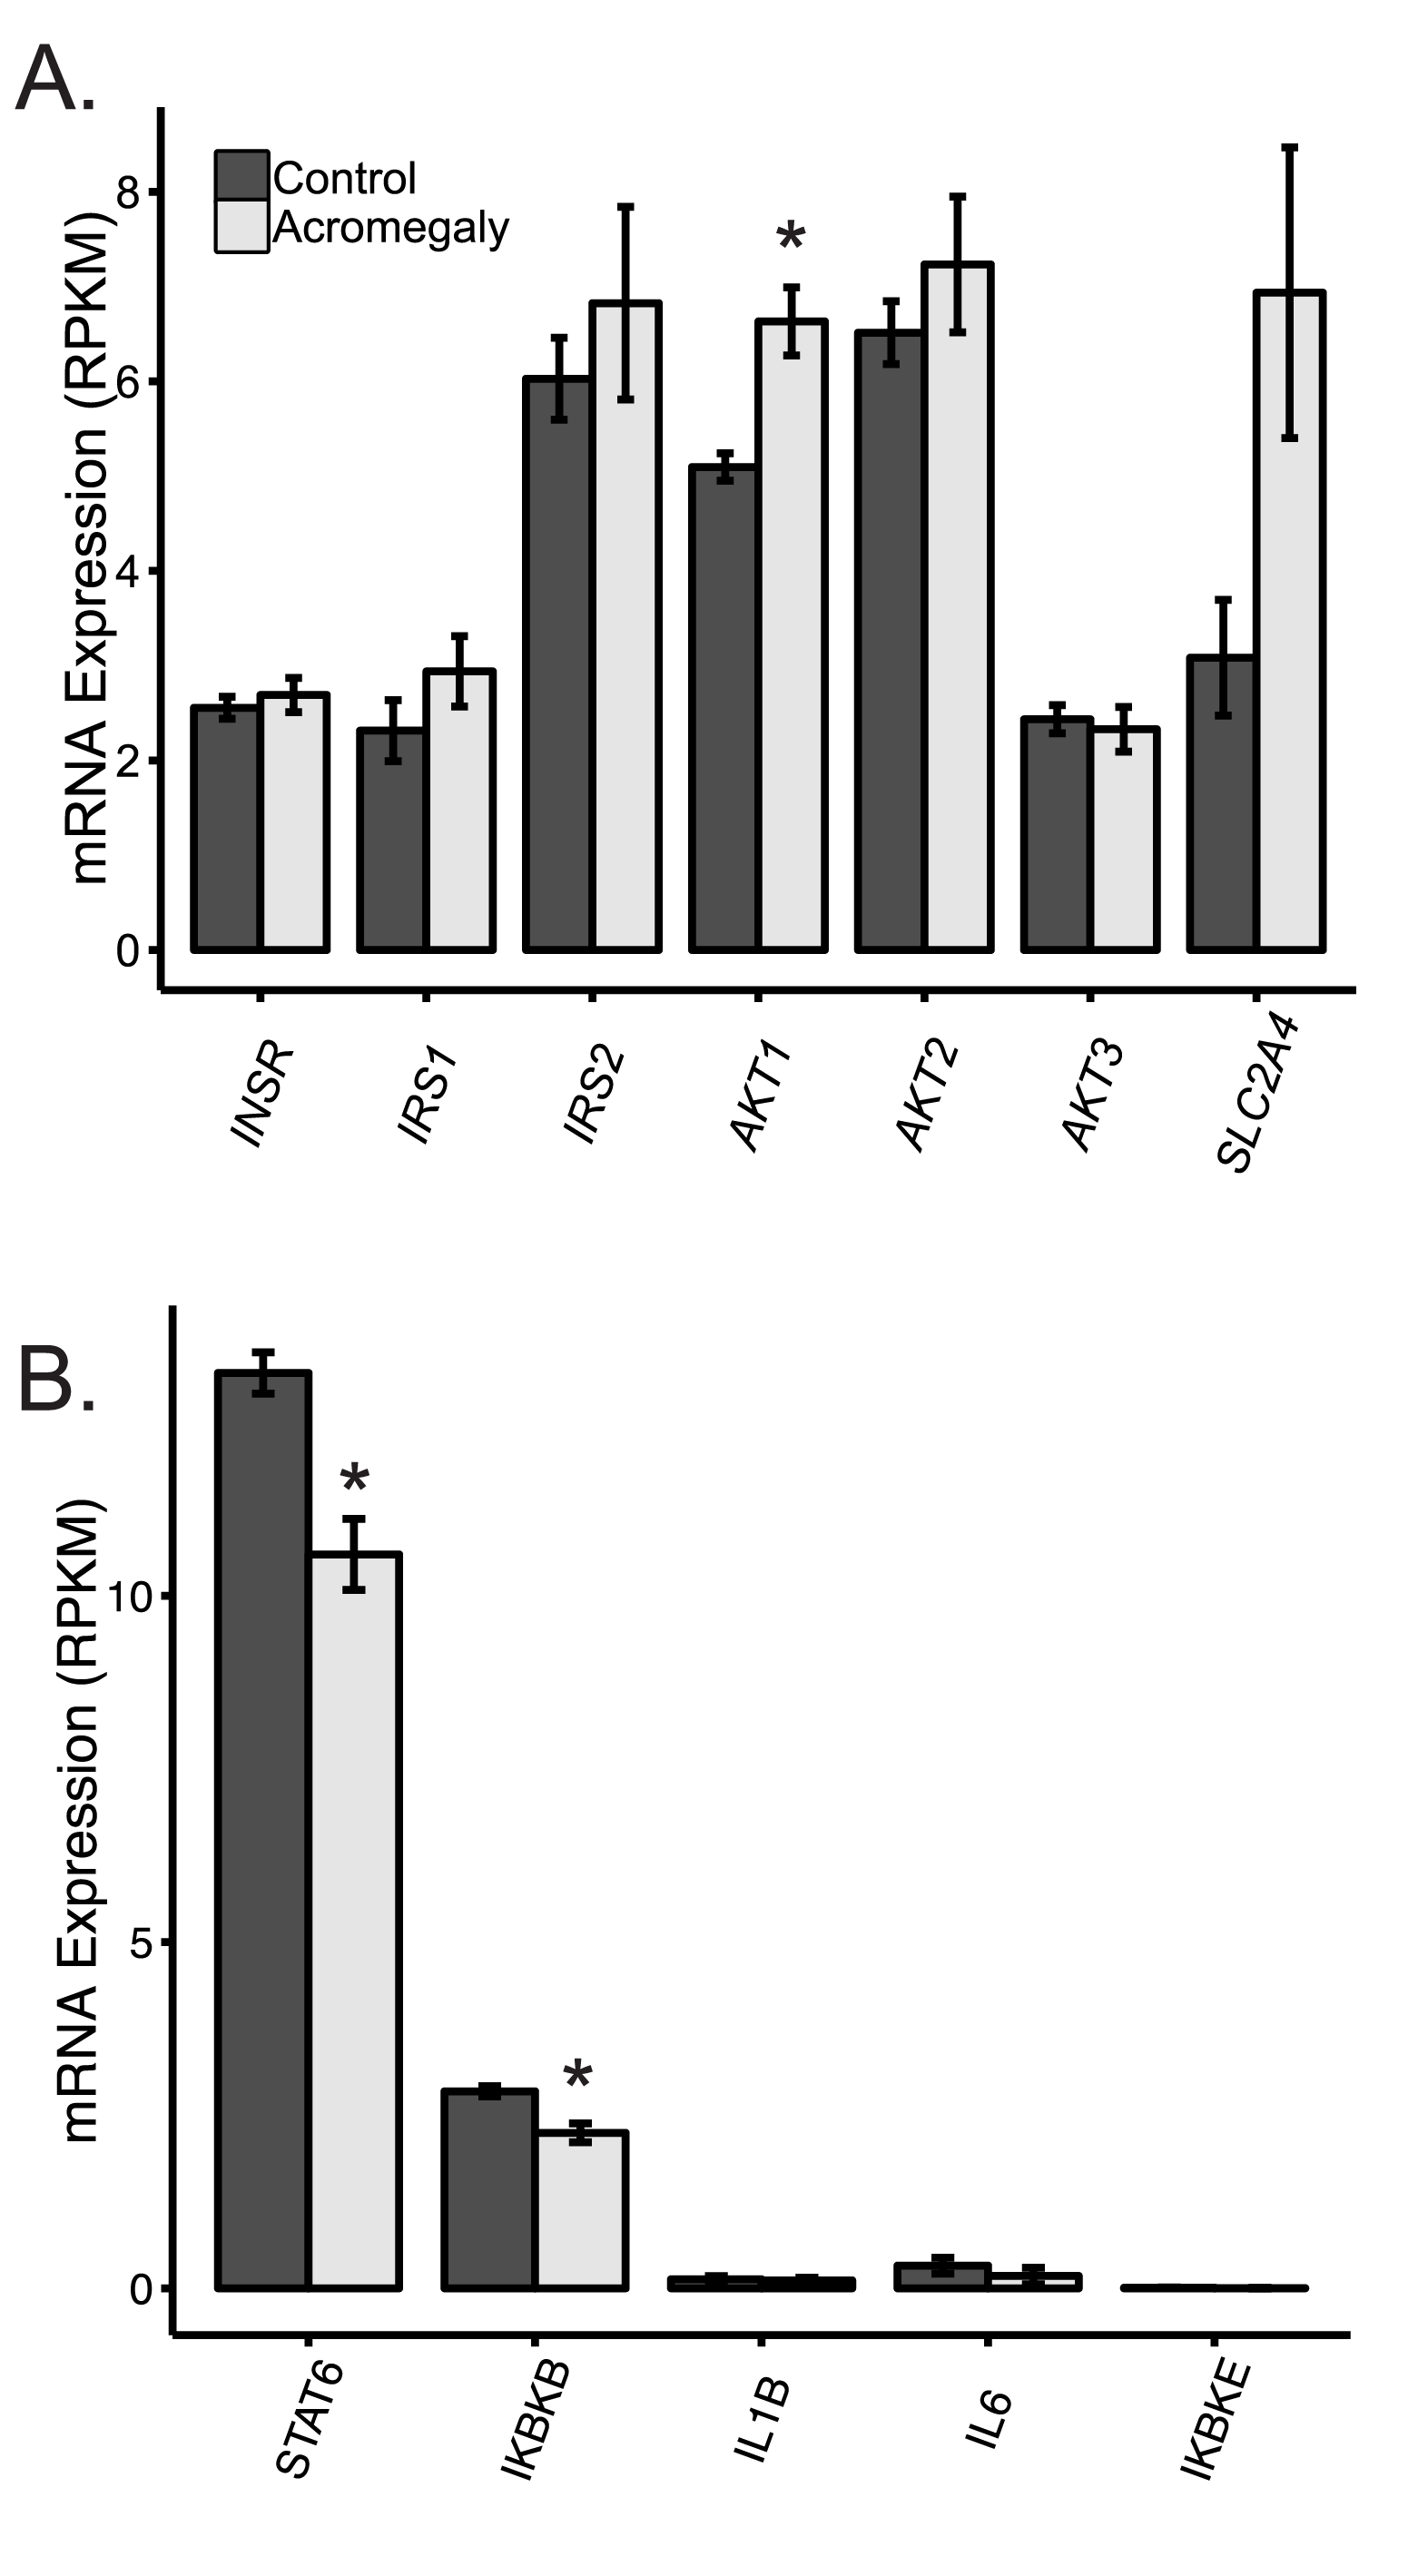 A.
Control
Acromegaly
mRNA Expression (RPKM)
8
6
4
2
0
*
INSR
IRS1
IRS2
AKT1
AKT2
AKT3
SLC2A4
B.
mRNA Expression (RPKM)
10
5
0
*
*
STAT6
IKBKB
IL1B
IL6
IKBKE